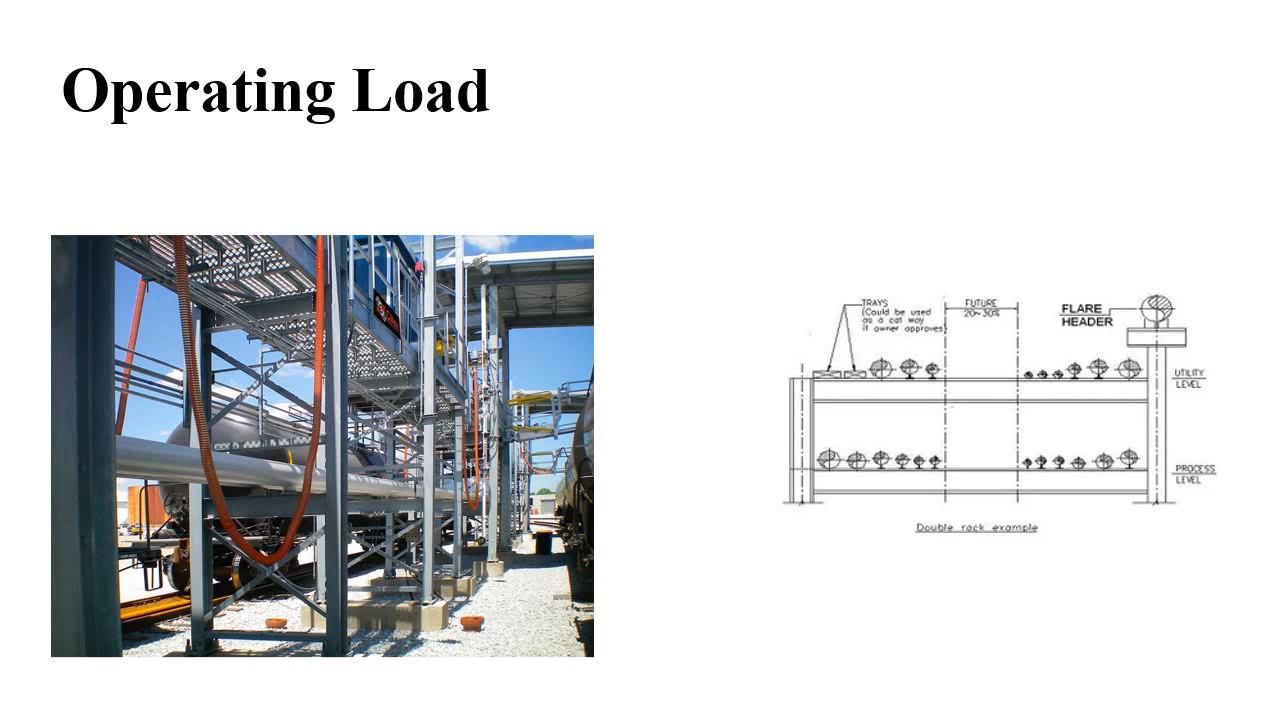 Operating Load
TRAYS
(Could be used
as a cat way
if owner approves)
FUTURE
20~30%
FLARE
HEADER
UTILITY
LEVEL
PROCESS
LEVEL
Double rack example